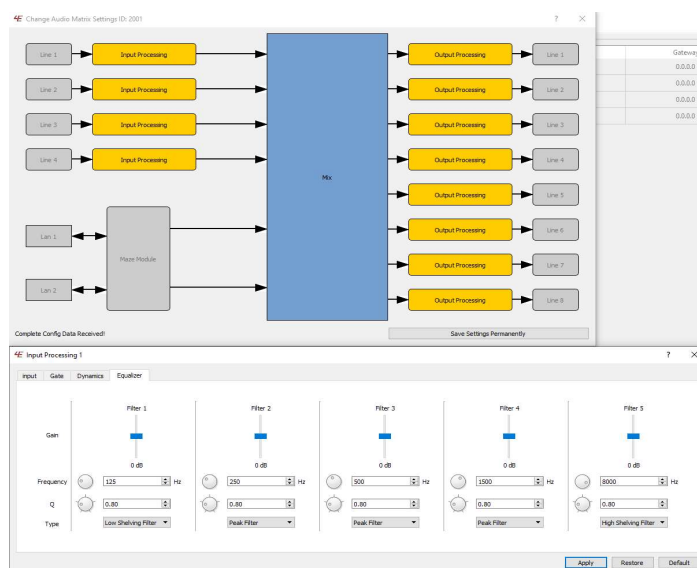 Change Audio Matrix Settings ID: 2001
Gateway
0.0.0.0
0.0.0.0
0.0.0.0
0.0.0.0
Line 1 Input Processing Output Processing Line 1
Line 2 Input Processing Output Processing Line 2
Line 3 Input Processing Output Processing Line 3
Line 4 Input Processing Output Processing Line 4
Mix
Output Processing Line 5
Lan 1 Output Processing Line 6
Maze Module
Output Processing Line 7
Lan 2 Output Processing Line 8
Complete Config Data Received! Save Settings Permanently
Input Processing 1
Input Gate Dynamics Equalizer
Filter 1 Filter 2 Filter 3 Filter 4 Filter 5
Gain
0 dB 0 dB 0 dB 0 dB 0 dB
Frequency 125 Hz 250 Hz 500 Hz 1500 Hz 8000 Hz
Q 0.80 0.80 0.80 0.80 0.80
Type Low Shelving Filter Peak Filter Peak Filter Peak Filter High Shelving Filter
Apply Restore Default